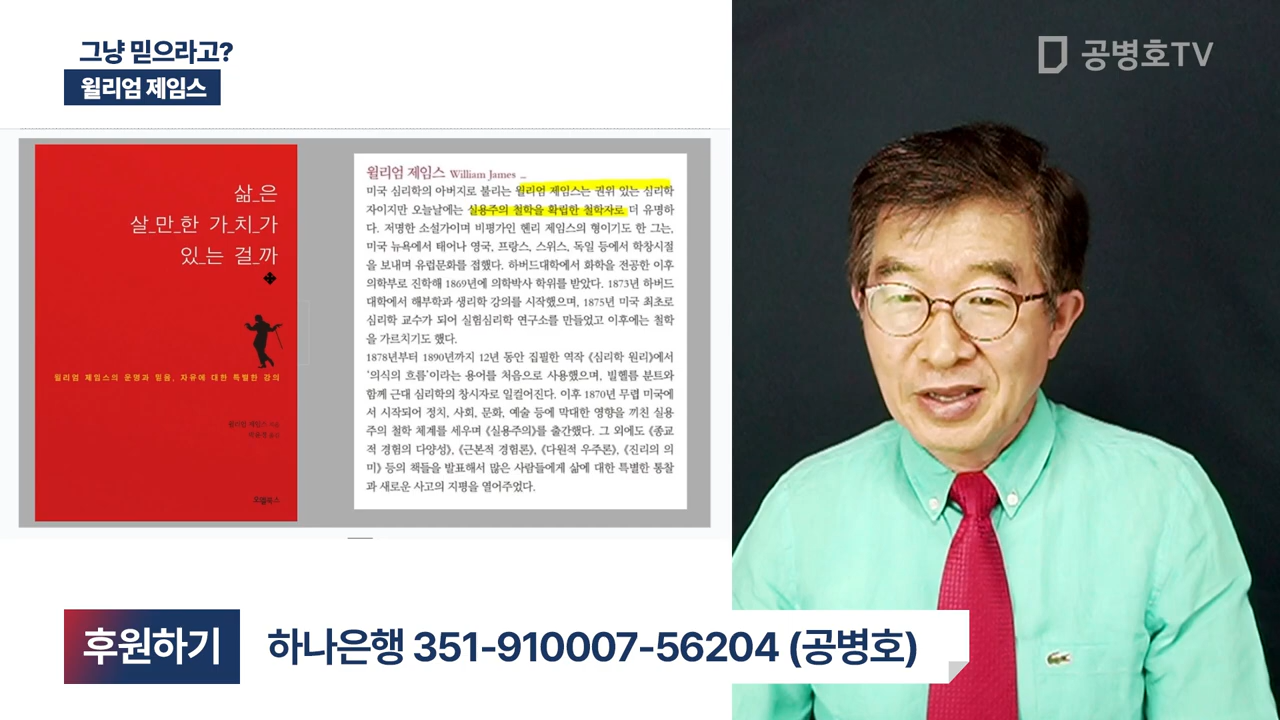 그냥 믿으라고?
윌리엄 제임스
공병호TV
삶_은
살_만_한 가_치_가
있_는 걸_까
윌리엄 제임스의 운명과 믿음, 자유에 대한 특별한 강의
윌리엄 제임스 지음
옮김
오엘북스
윌리엄 제임스 William James _
미국 심리학의 아버지로 불리는 윌리엄 제임스는 권위 있는 심리학
자이지만 오늘날에는 실용주의 철학을 확립한 철학자로 더 유명하
다. 저명한 소설가이며 비평가인 헨리 제임스의 형이기도 한 그는,
미국 뉴욕에서 태어나 영국, 프랑스, 스위스, 독일 등에서 학창시절
을 보내며 유럽문화를 접했다. 하버드대학에서 화학을 전공한 이후
의학부로 진학해 1869년에 의학박사 학위를 받았다. 1873년 하버드
대학에서 해부학과 생리학 강의를 시작했으며, 1875년 미국 최초로
심리학 교수가 되어 실험심리학 연구소를 만들었고 이후에는 철학
을 가르치기도 했다.
1878년부터 1890년까지 12년 동안 집필한 역작 《심리학 원리》에서
'의식의 흐름'이라는 용어를 처음으로 사용했으며, 빌헬름 분트와
함께 근대 심리학의 창시자로 일컬어진다. 이후 1870년 무렵 미국에
서 시작되어 정치, 사회, 문화, 예술 등에 막대한 영향을 끼친 실용
주의 철학 체계를 세우며 《실용주의》를 출간했다. 그 외에도 《종교
적 경험의 다양성》, 《근본적 경험론》, 《다원적 우주론》, 《진리의 의
미》 등의 책들을 발표해서 많은 사람들에게 삶에 대한 특별한 통찰
과 새로운 사고의 지평을 열어주었다.
후원하기
하나은행 351-910007-56204 (공병호)